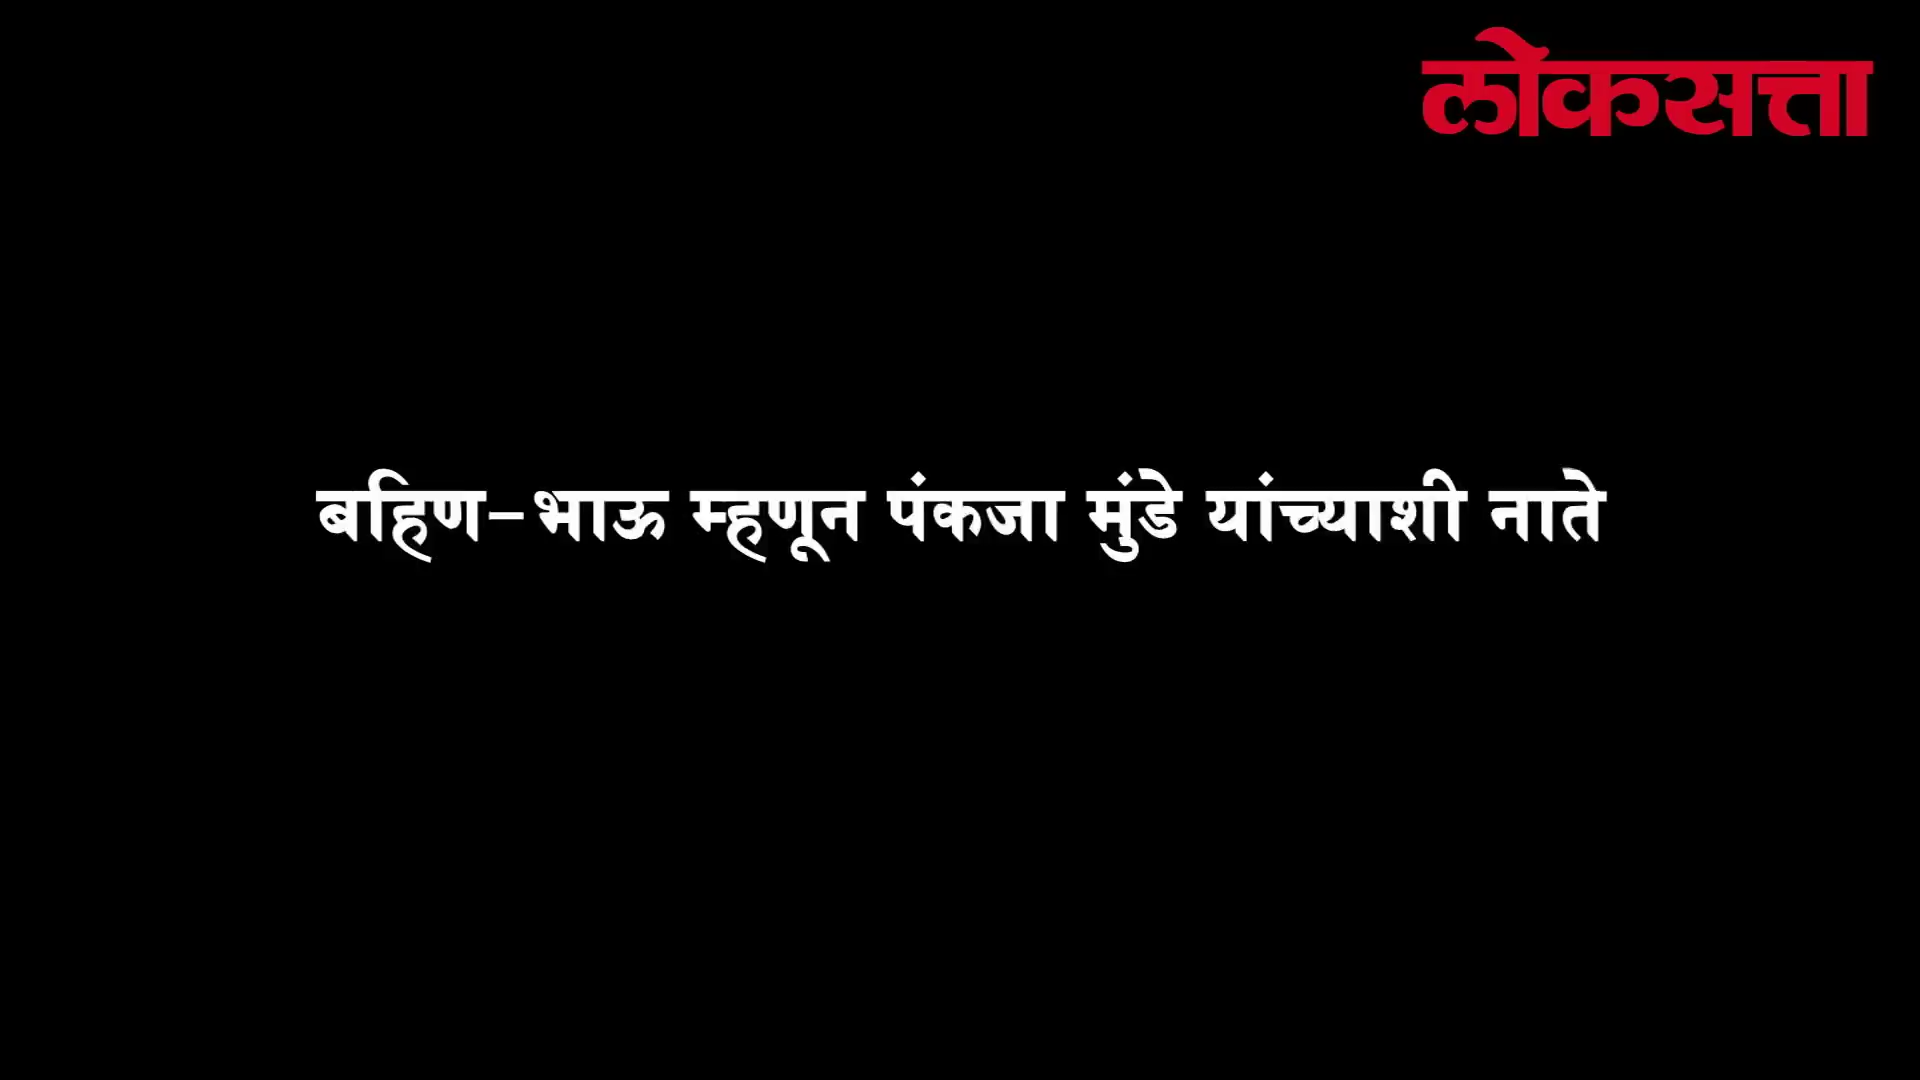 लोकसत्ता
बहिण-भाऊ म्हणून पंकजा मुंडे यांच्याशी नाते